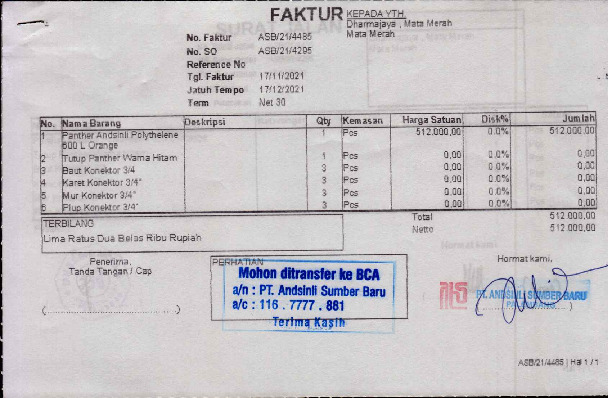 FAKTUR
KEPADA YTH.
Dharmajaya , Mata Merah
Mata Merah
No. Faktur ASB/21/4485
No. SO ASB/21/4295
Reference No
Tgl. Faktur 17/11/2021
Jatuh Tempo 17/12/2021
Term Net 30
No. Nama Barang Deskripsi Qty Kemasan Harga Satuan Disk% Jumlah
1 Panther Andsinli Polythelene 1 Pcs 512.000,00 0.0% 512.000,00
600 L Orange
2 Tutup Panther Warna Hitam 1 Pcs 0,00 0.0% 0,00
3 Baut Konektor 3/4 3 Pcs 0,00 0.0% 0,00
4 Karet Konektor 3/4" 3 Pcs 0,00 0.0% 0,00
5 Mur Konektor 3/4" 3 Pcs 0,00 0.0% 0,00
6 Plup Konektor 3/4" 3 Pcs 0,00 0.0% 0,00
Total 512.000,00
Netto 512.000,00
TERBILANG
Lima Ratus Dua Belas Ribu Rupiah
Penerima,
Tanda Tangan / Cap
PERHATIAN
Mohon ditransfer ke BCA
a/n : PT. Andsinli Sumber Baru
a/c : 116 . 7777 . 881
Terima Kasih
Hormat kami,
PT. ANDSINLI SUMBER BARU
ASB/21/4485 | Hal 1 / 1